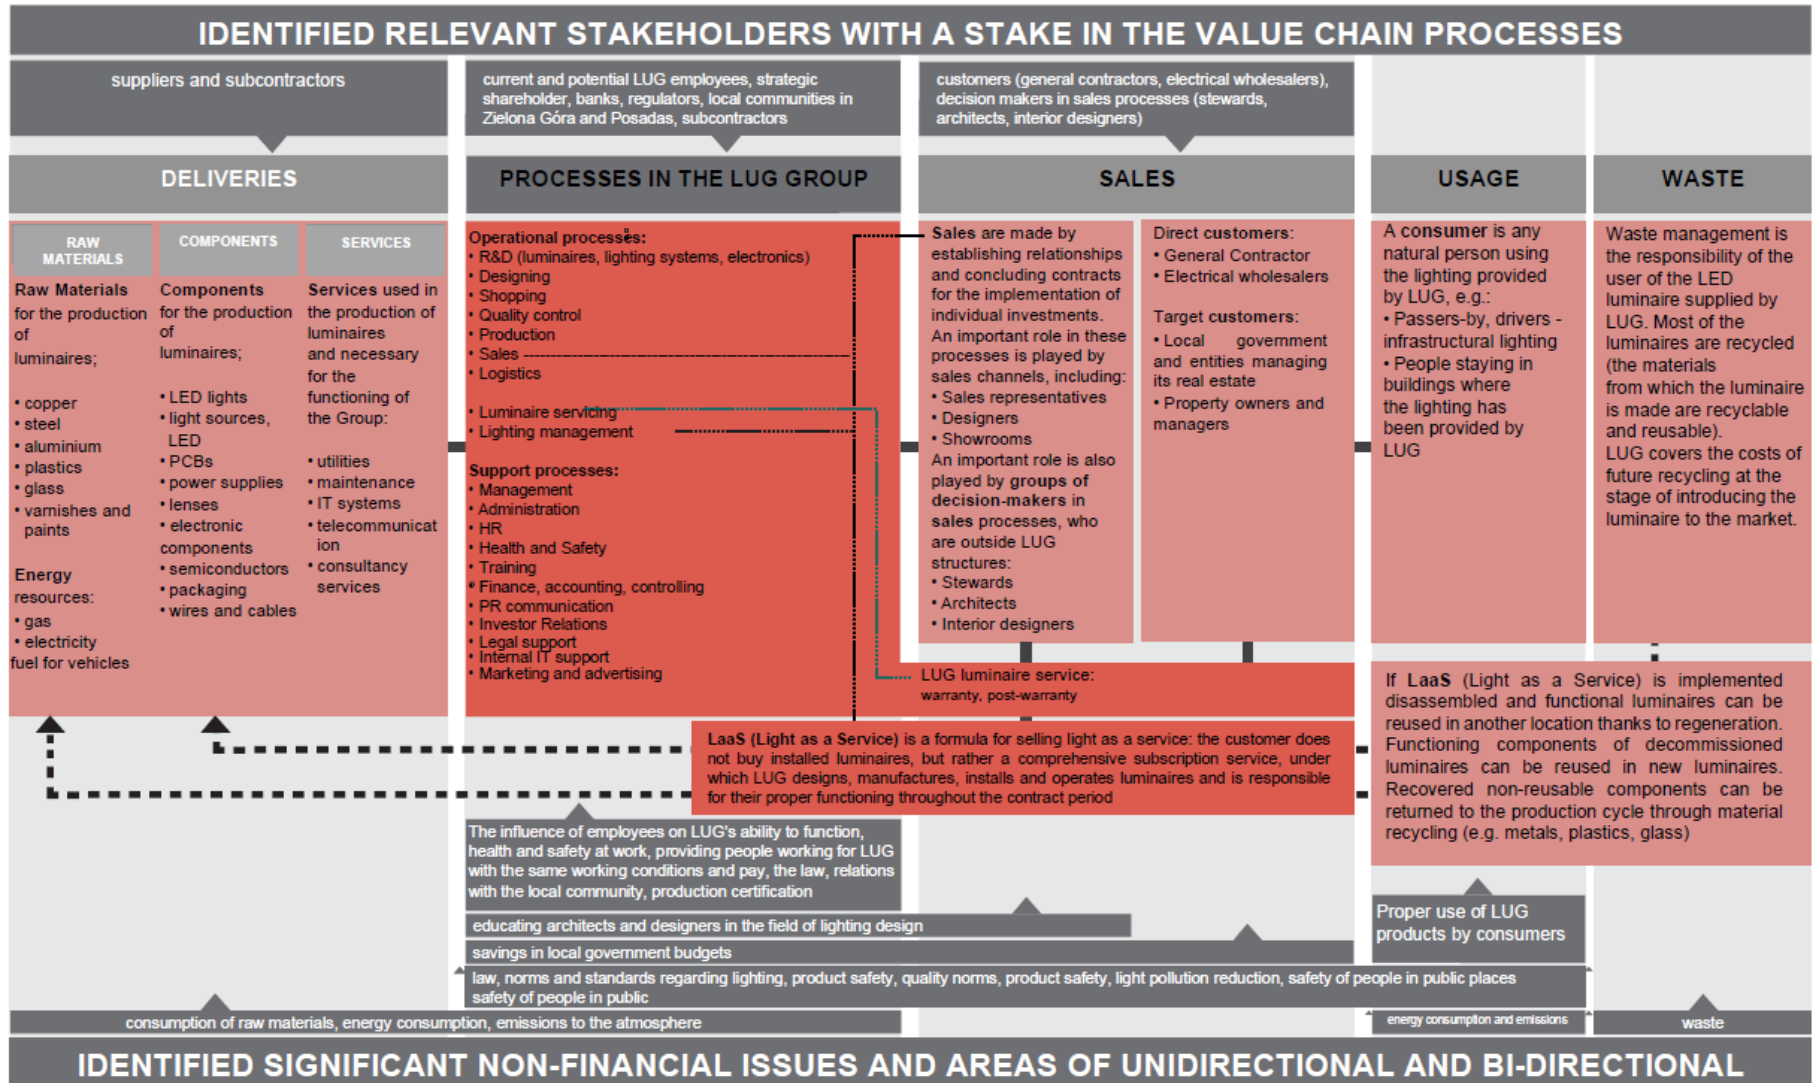 IDENTIFIED RELEVANT STAKEHOLDERS WITH A STAKE IN THE VALUE CHAIN PROCESSES
suppliers and subcontractors
current and potential LUG employees, strategic
shareholder, banks, regulators, local communities in
Zielona Góra and Posadas, subcontractors
customers (general contractors, electrical wholesalers),
decision makers in sales processes (stewards,
architects, interior designers)
DELIVERIES
PROCESSES IN THE LUG GROUP
SALES
USAGE
WASTE
RAW
MATERIALS
COMPONENTS
SERVICES
Raw Materials
for the production
of
luminaires;
• copper
• steel
• aluminium
• plastics
• glass
• varnishes and
paints
Energy
resources:
• gas
• electricity
fuel for vehicles
Components
for the production
of
luminaires;
• LED lights
• light sources,
LED
• PCBs
• power supplies
• lenses
• electronic
components
• semiconductors
• packaging
• wires and cables
Services used in
the production of
luminaires
and necessary
for the
functioning of
the Group:
• utilities
• maintenance
• IT systems
• telecommunicat
ion
• consultancy
services
Operational processes:
• R&D (luminaires, lighting systems, electronics)
• Designing
• Shopping
• Quality control
• Production
• Sales
• Logistics
• Luminaire servicing
• Lighting management
Support processes:
• Management
• Administration
• HR
• Health and Safety
• Training
• Finance, accounting, controlling
• PR communication
• Investor Relations
• Legal support
• Internal IT support
• Marketing and advertising
Sales are made by
establishing relationships
and concluding contracts
for the implementation of
individual investments.
An important role in these
processes is played by
sales channels, including:
• Sales representatives
• Designers
• Showrooms
An important role is also
played by groups of
decision-makers in
sales processes, who
are outside LUG
structures:
• Stewards
• Architects
• Interior designers
Direct customers:
• General Contractor
• Electrical wholesalers
Target customers:
• Local government
and entities managing
its real estate
• Property owners and
managers
A consumer is any
natural person using
the lighting provided
by LUG, e.g.:
• Passers-by, drivers -
infrastructural lighting
• People staying in
buildings where
the lighting has
been provided by
LUG
Waste management is
the responsibility of the
user of the LED
luminaire supplied by
LUG. Most of the
luminaires are recycled
(the materials
from which the luminaire
is made are recyclable
and reusable).
LUG covers the costs of
future recycling at the
stage of introducing the
luminaire to the market.
LUG luminaire service:
warranty, post-warranty
LaaS (Light as a Service) is a formula for selling light as a service: the customer does
not buy installed luminaires, but rather a comprehensive subscription service, under
which LUG designs, manufactures, installs and operates luminaires and is responsible
for their proper functioning throughout the contract period
If LaaS (Light as a Service) is implemented
disassembled and functional luminaires can be
reused in another location thanks to regeneration.
Functioning components of decommissioned
luminaires can be reused in new luminaires.
Recovered non-reusable components can be
returned to the production cycle through material
recycling (e.g. metals, plastics, glass)
The influence of employees on LUG's ability to function,
health and safety at work, providing people working for LUG
with the same working conditions and pay, the law, relations
with the local community, production certification
educating architects and designers in the field of lighting design
savings in local government budgets
law, norms and standards regarding lighting, product safety, quality norms, product safety, light pollution reduction, safety of people in public places
safety of people in public
Proper use of LUG
products by consumers
consumption of raw materials, energy consumption, emissions to the atmosphere
energy consumption and emissions
waste
IDENTIFIED SIGNIFICANT NON-FINANCIAL ISSUES AND AREAS OF UNIDIRECTIONAL AND BI-DIRECTIONAL